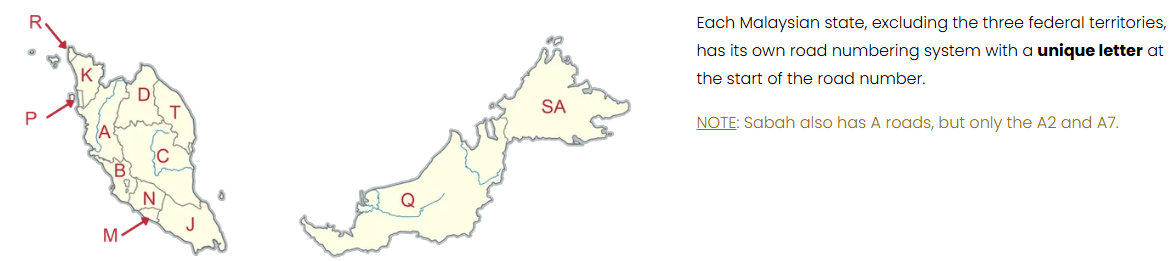 R
K
D
T
P
A
C
B
N
M
J
SA
Q
Each Malaysian state, excluding the three federal territories,
has its own road numbering system with a unique letter at
the start of the road number.
NOTE: Sabah also has A roads, but only the A2 and A7.